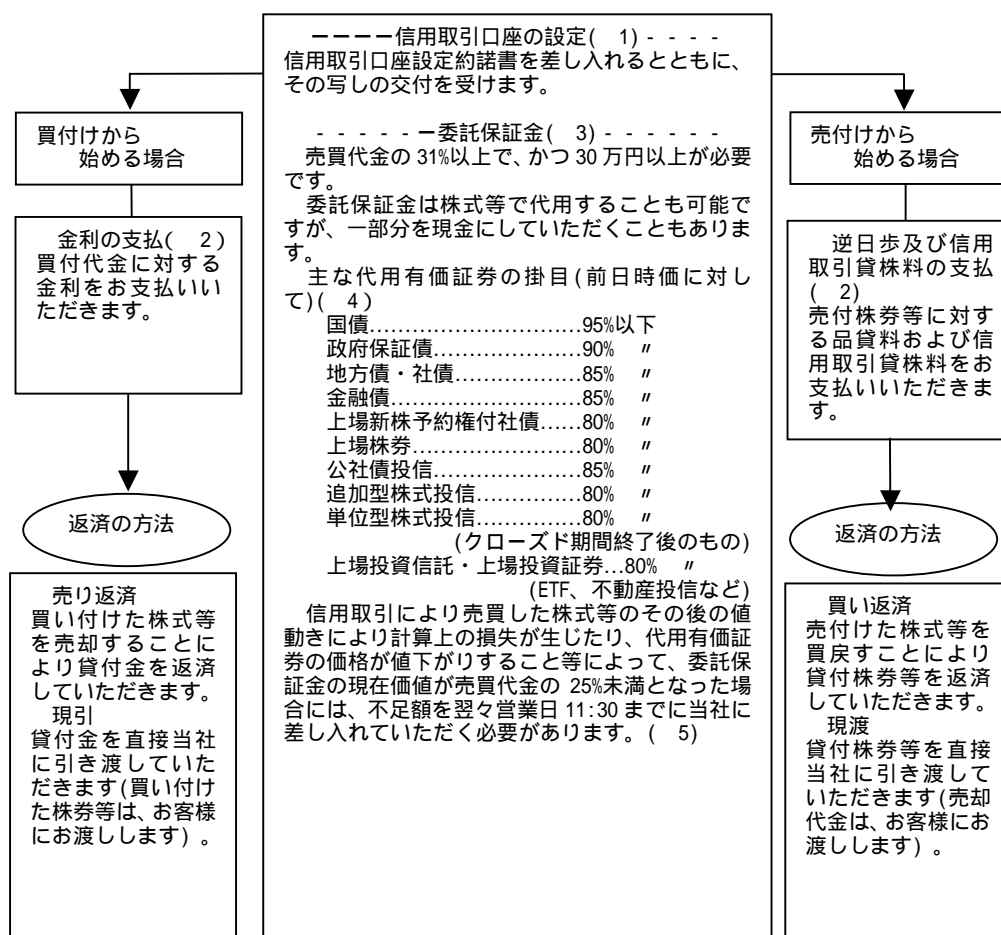 ーーーー信用取引口座の設定( 1) - - - -
信用取引口座設定約諾書を差し入れるとともに、
その写しの交付を受けます。
- - - - - ー委託保証金( 3) - - - - - -
売買代金の 31%以上で、かつ 30 万円以上が必要
です。
委託保証金は株式等で代用することも可能で
すが、一部分を現金にしていただくこともありま
す。
主な代用有価証券の掛目(前日時価に対し
て)( 4)
国債…………………………95%以下
政府保証債…………………90% 〃
地方債・社債………………85% 〃
金融債………………………85% 〃
上場新株予約権付社債……80% 〃
上場株券……………………80% 〃
公社債投信…………………85% 〃
追加型株式投信……………80% 〃
単位型株式投信……………80% 〃
(クローズド期間終了後のもの)
上場投資信託・上場投資証券…80% 〃
(ETF、不動産投信など)
信用取引により売買した株式等のその後の値
動きにより計算上の損失が生じたり、代用有価証
券の価格が値下がりすること等によって、委託保
証金の現在価値が売買代金の 25%未満となった場
合には、不足額を翌々営業日 11:30 までに当社に
差し入れていただく必要があります。( 5)
買付けから
始める場合
金利の支払( 2)
買付代金に対する
金利をお支払いい
ただきます。
返済の方法
売り返済
買い付けた株式等
を売却することに
より貸付金を返済
していただきます。
現引
貸付金を直接当社
に引き渡していた
だきます(買い付け
た株券等は、お客様
にお渡しします) 。
売付けから
始める場合
逆日歩及び信用
取引貸株料の支払
( 2)
売付株券等に対す
る品貸料および信
用取引貸株料をお
支払いいただきま
す。
返済の方法
買い返済
売付けた株式等を
買戻すことにより
貸付株券等を返済
していただきます。
現渡
貸付株券等を直接
当社に引き渡して
いただきます(売却
代金は、お客様にお
渡しします) 。